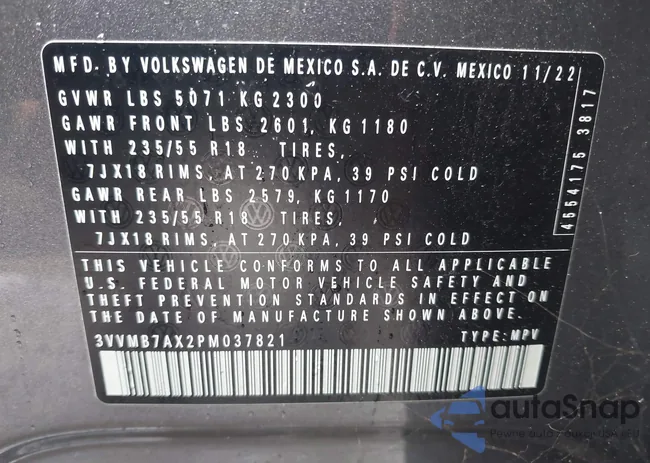 MFD. BY VOLKSWAGEN DE MEXICO S.A. DE C.V. MEXICO 11/22
GVWR LBS 5071 KG 2300
GAWR FRONT LBS 2601, KG 1180
WITH 235/55 R18 TIRES,
7JX18 RIMS, AT 270 KPA, 39 PSI COLD
GAWR REAR LBS 2579, KG 1170
WITH 235/55 R18 TIRES,
7JX18 RIMS, AT 270 KPA, 39 PSI COLD
THIS VEHICLE CONFORMS TO ALL APPLICABLE
U.S. FEDERAL MOTOR VEHICLE SAFETY AND
THEFT PREVENTION STANDARDS IN EFFECT ON
THE DATE OF MANUFACTURE SHOWN ABOVE.
3VVMB7AX2PM037821 TYPE: MPV
4554175 3817
autoSnap